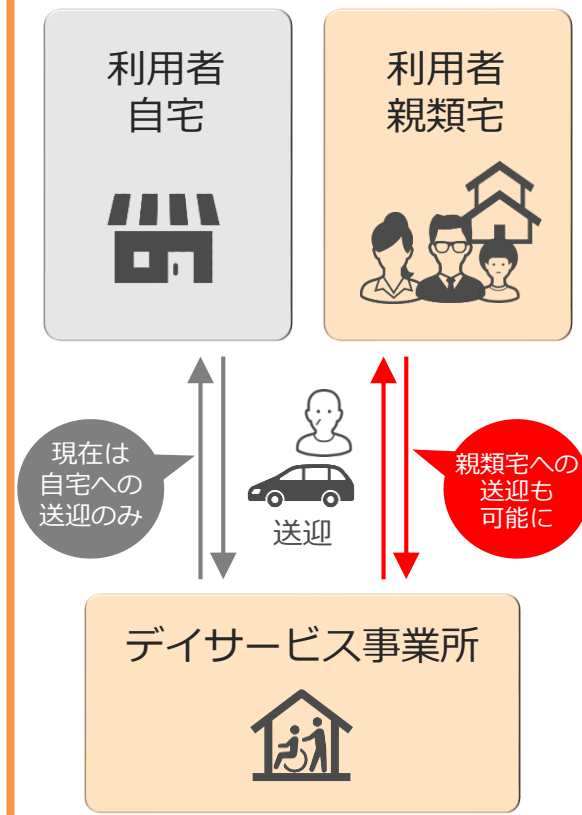 利用者
自宅
利用者
親類宅
現在は
自宅への
送迎のみ
送迎
親類宅への
送迎も
可能に
デイサービス事業所